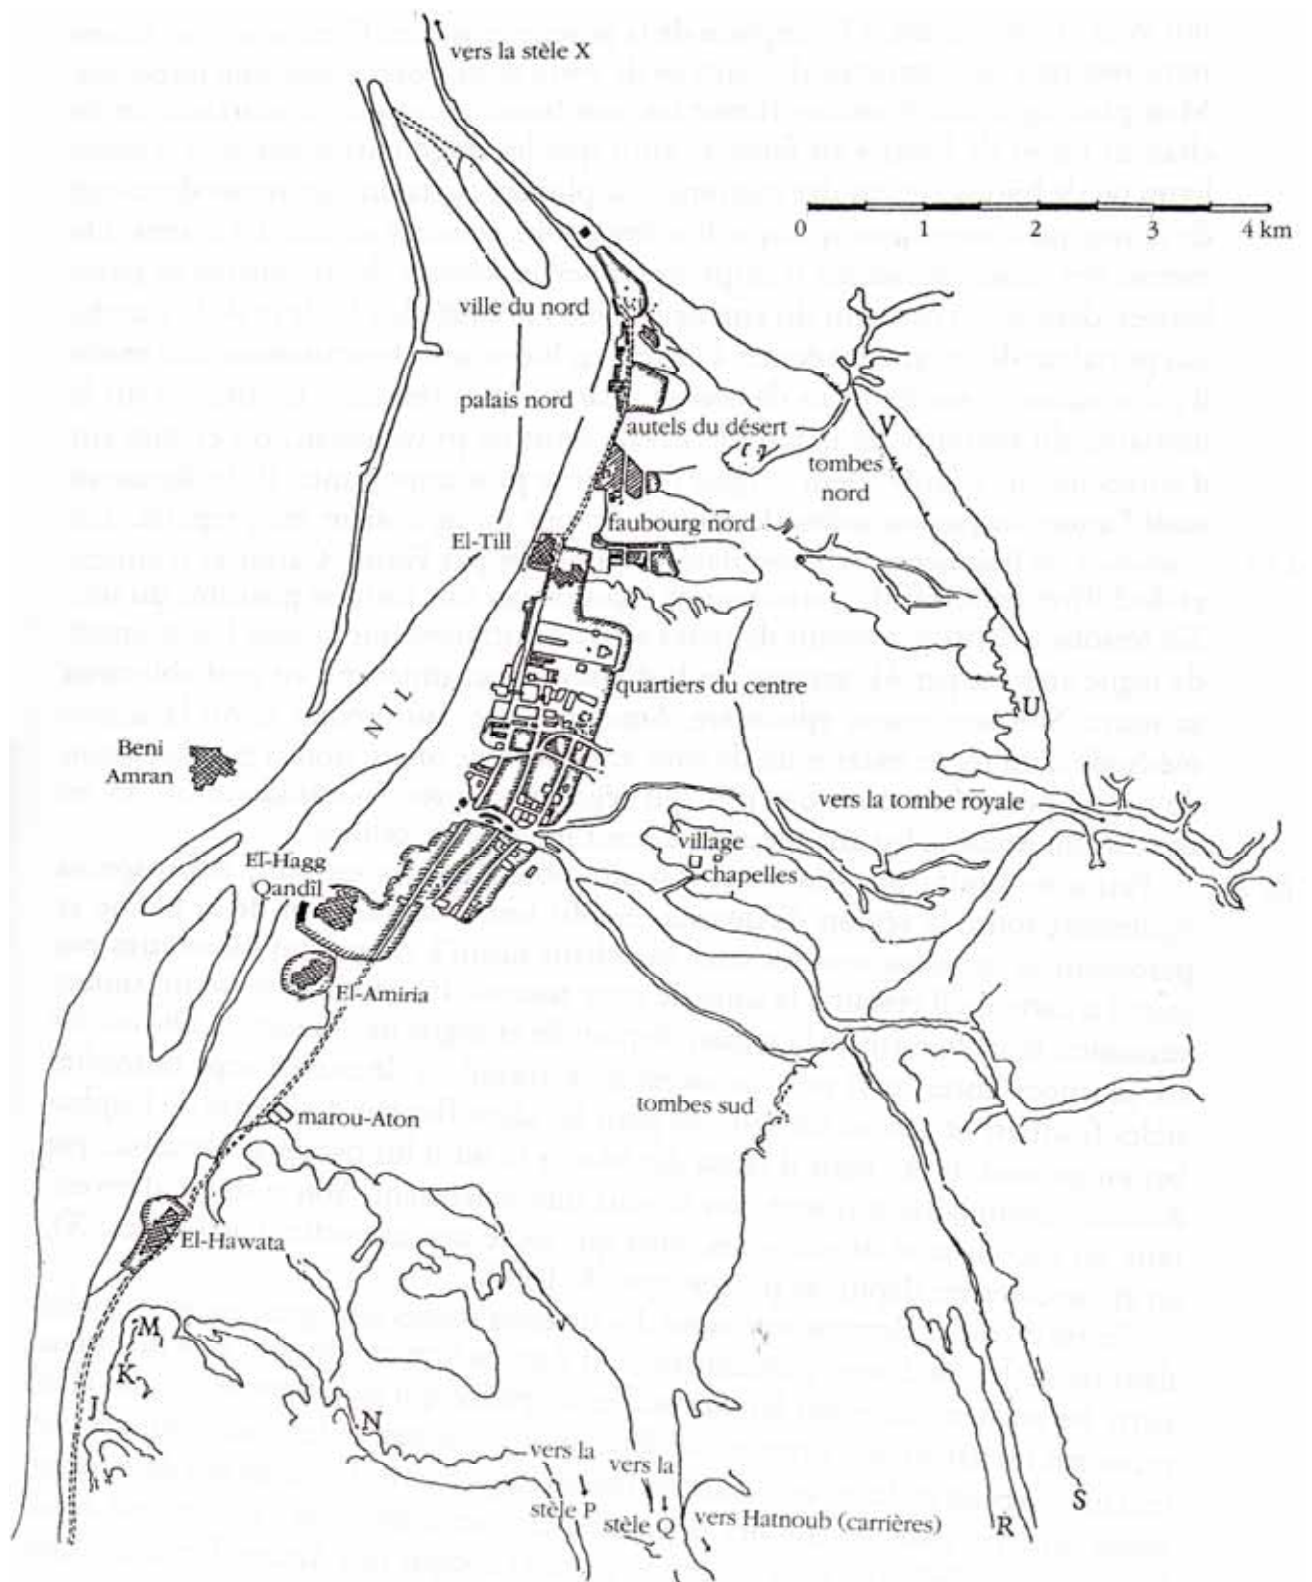 vers la stèle X
0 1 2 3 4 km
ville du nord
palais nord
autels du désert
V
tombes
nord
faubourg nord
El-Till
NIL
quartiers du centre
U
Beni
Amran
vers la tombe royale
village
chapelles
El-Hagg
Qandîl
El-Amiria
tombes sud
marou-Aton
El-Hawata
M
K
J
N
vers la
stèle P
vers la
stèle Q
vers Hatnoub (carrières)
R
S